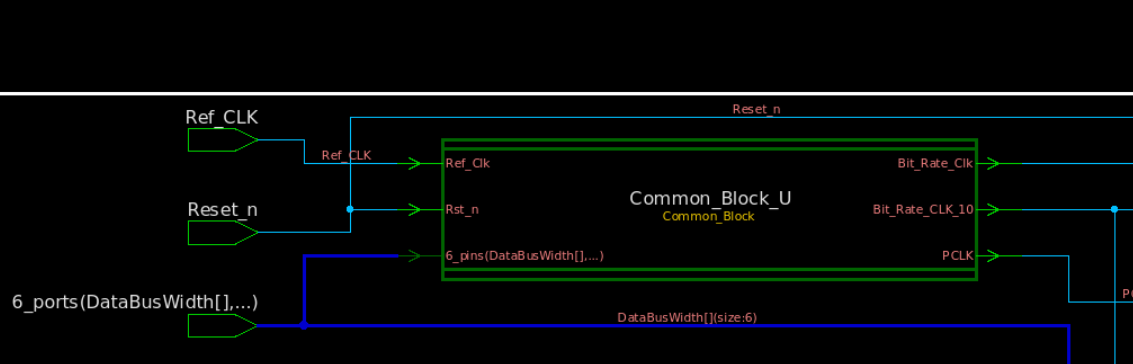 Reset_n
Ref_CLK
Ref_CLK
Ref_Clk
Bit_Rate_Clk
Common_Block_U
Reset_n
Rst_n
Common_Block
Bit_Rate_CLK_10
6_pins(DataBusWidth[],...)
PCLK
6_ports(DataBusWidth[],...)
DataBusWidth[](size:6)